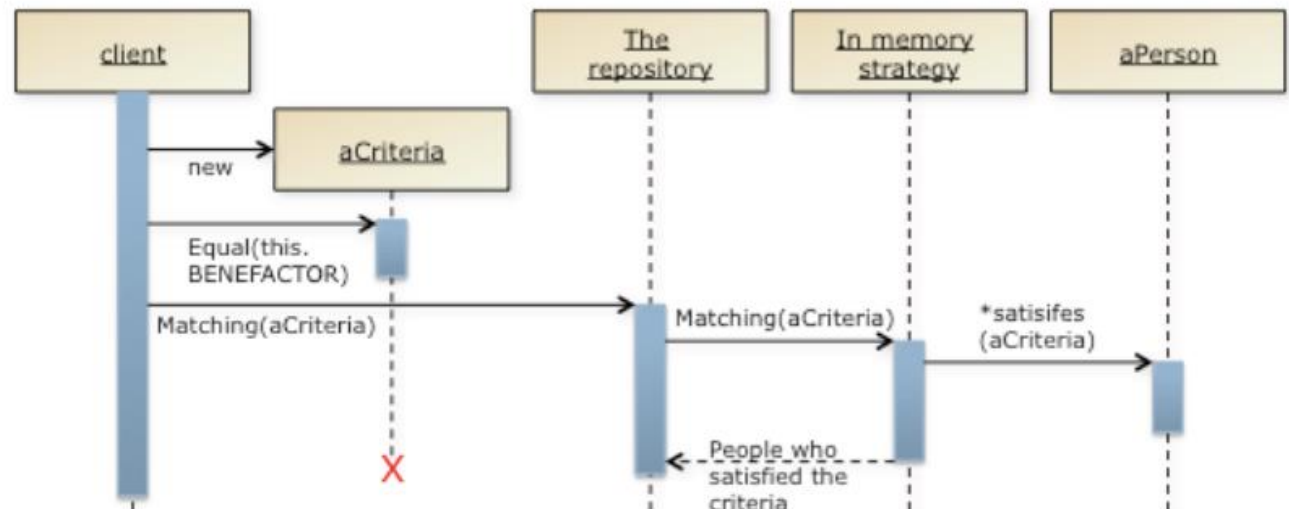 client
The
repository
In memory
strategy
aPerson
new
aCriteria
Equal(this.
BENEFACTOR)
Matching(aCriteria)
Matching(aCriteria)
*satisifes
(aCriteria)
People who
satisfied the
criteria
X